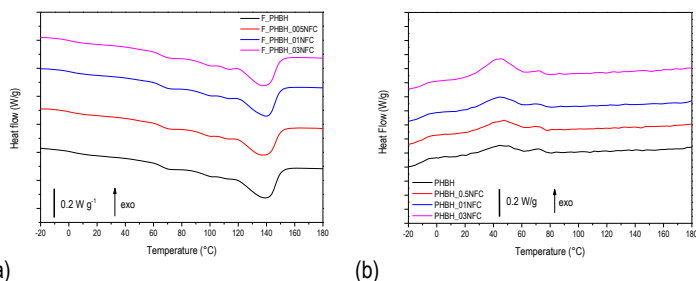 F_PHBH
F_PHBH_005NFC
F_PHBH_01NFC
F_PHBH_03NFC
Heat flow (W/g)
0.2 W g⁻¹
exo
-20 0 20 40 60 80 100 120 140 160 180
Temperature (°C)
a)
Heat Flow (W/g)
PHBH
PHBH_0.5NFC
PHBH_01NFC
PHBH_03NFC
0.2 W/g
exo
-20 0 20 40 60 80 100 120 140 160 180
Temperature (°C)
(b)